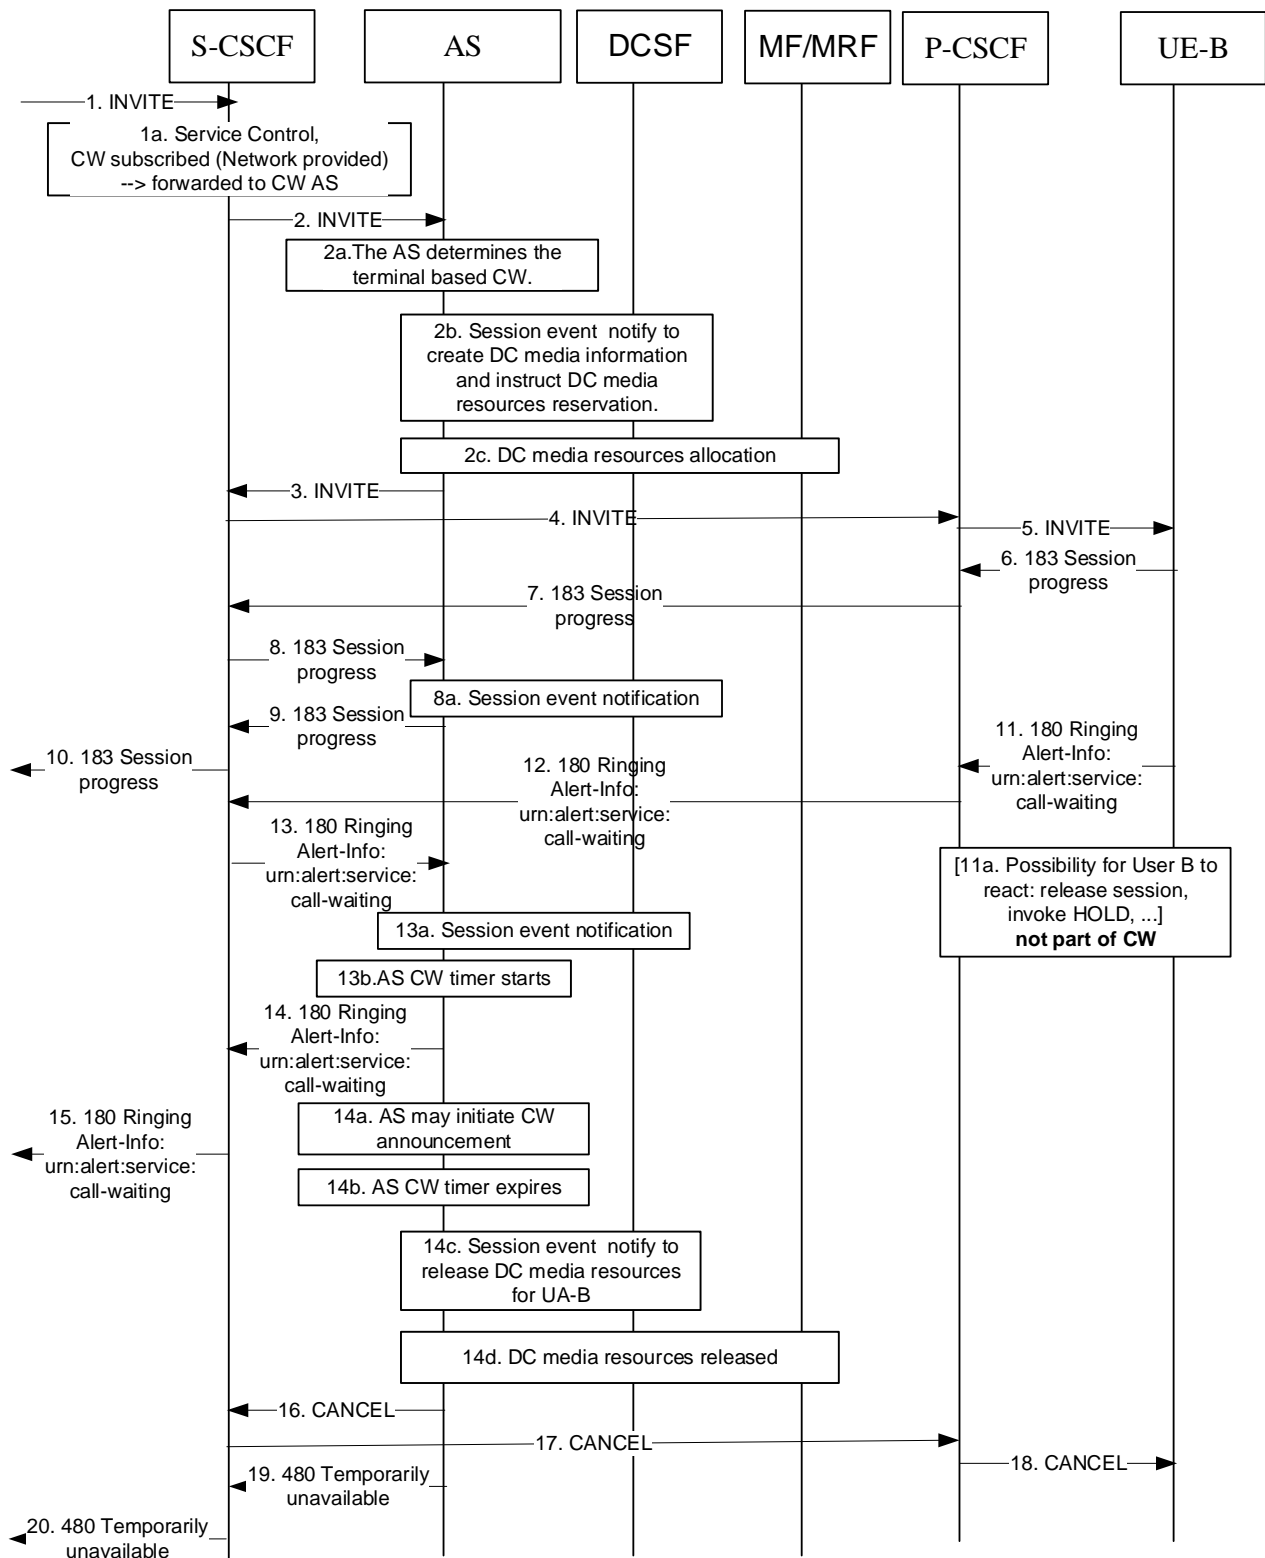 S-CSCF
AS
DCSF
MF/MRF
P-CSCF
UE-B
1. INVITE
1a. Service Control,
CW subscribed (Network provided)
--> forwarded to CW AS
2. INVITE
2a.The AS determines the
terminal based CW.
2b. Session event  notify to
create DC media information
and instruct DC media
resources reservation.
2c. DC media resources allocation
3. INVITE
4. INVITE
5. INVITE
6. 183 Session
progress
7. 183 Session
progress
8. 183 Session
progress
8a. Session event notification
9. 183 Session
progress
10. 183 Session
progress
11. 180 Ringing
Alert-Info:
urn:alert:service:
call-waiting
12. 180 Ringing
Alert-Info:
urn:alert:service:
call-waiting
13. 180 Ringing
Alert-Info:
urn:alert:service:
call-waiting
[11a. Possibility for User B to
react: release session,
invoke HOLD, ...]
not part of CW
13a. Session event notification
13b.AS CW timer starts
14. 180 Ringing
Alert-Info:
urn:alert:service:
call-waiting
14a. AS may initiate CW
announcement
15. 180 Ringing
Alert-Info:
urn:alert:service:
call-waiting
14b. AS CW timer expires
14c. Session event  notify to
release DC media resources
for UA-B
14d. DC media resources released
16. CANCEL
17. CANCEL
18. CANCEL
19. 480 Temporarily
unavailable
20. 480 Temporarily
unavailable